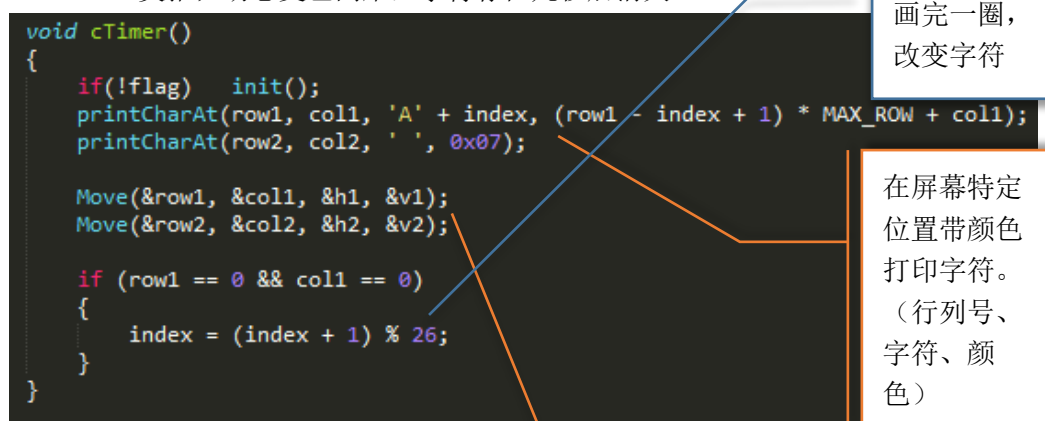 void cTimer()
{
    if(!flag)   init();
    printCharAt(row1, col1, 'A' + index, (row1 - index + 1) * MAX_ROW + col1);
    printCharAt(row2, col2, ' ', 0x07);

    Move(&row1, &col1, &h1, &v1);
    Move(&row2, &col2, &h2, &v2);

    if (row1 == 0 && col1 == 0)
    {
        index = (index + 1) % 26;
    }
}
画完一圈，
改变字符
在屏幕特定
位置带颜色
打印字符。
（行列号、
字符、颜
色）